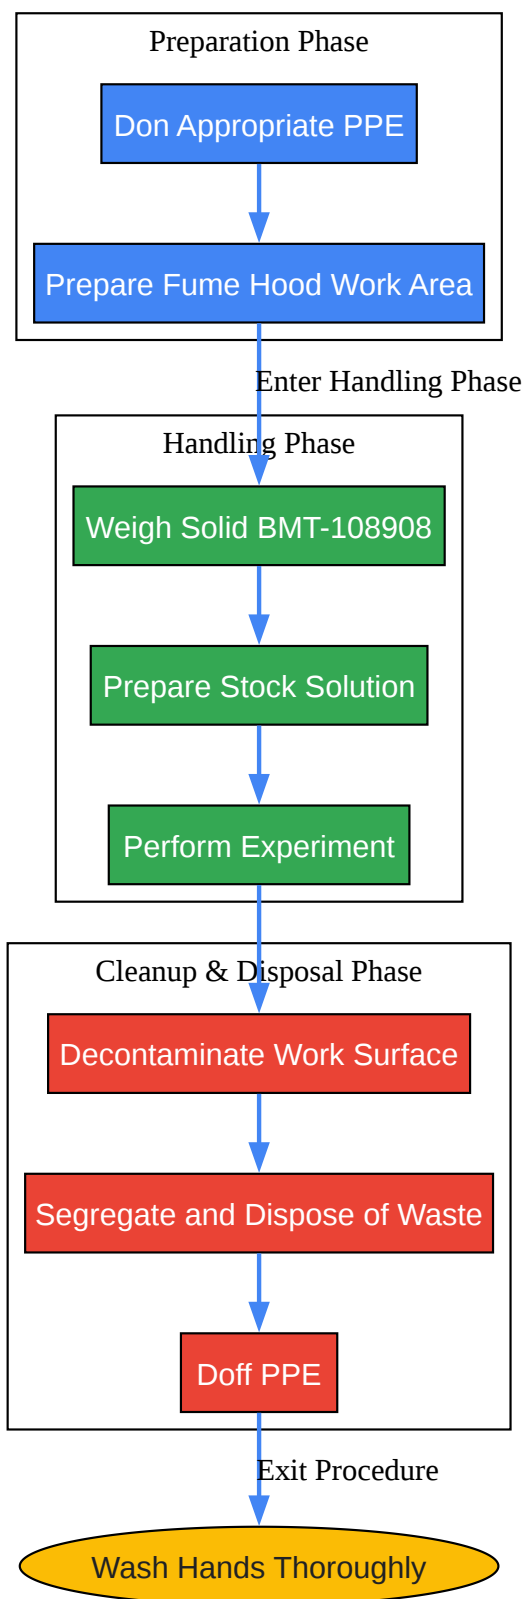 Preparation Phase
Don Appropriate PPE
Prepare Fume Hood Work Area
Enter Handling Phase
Handling Phase
Weigh Solid BMT-108908
Prepare Stock Solution
Perform Experiment
Cleanup & Disposal Phase
Decontaminate Work Surface
Segregate and Dispose of Waste
Doff PPE
Exit Procedure
Wash Hands Thoroughly